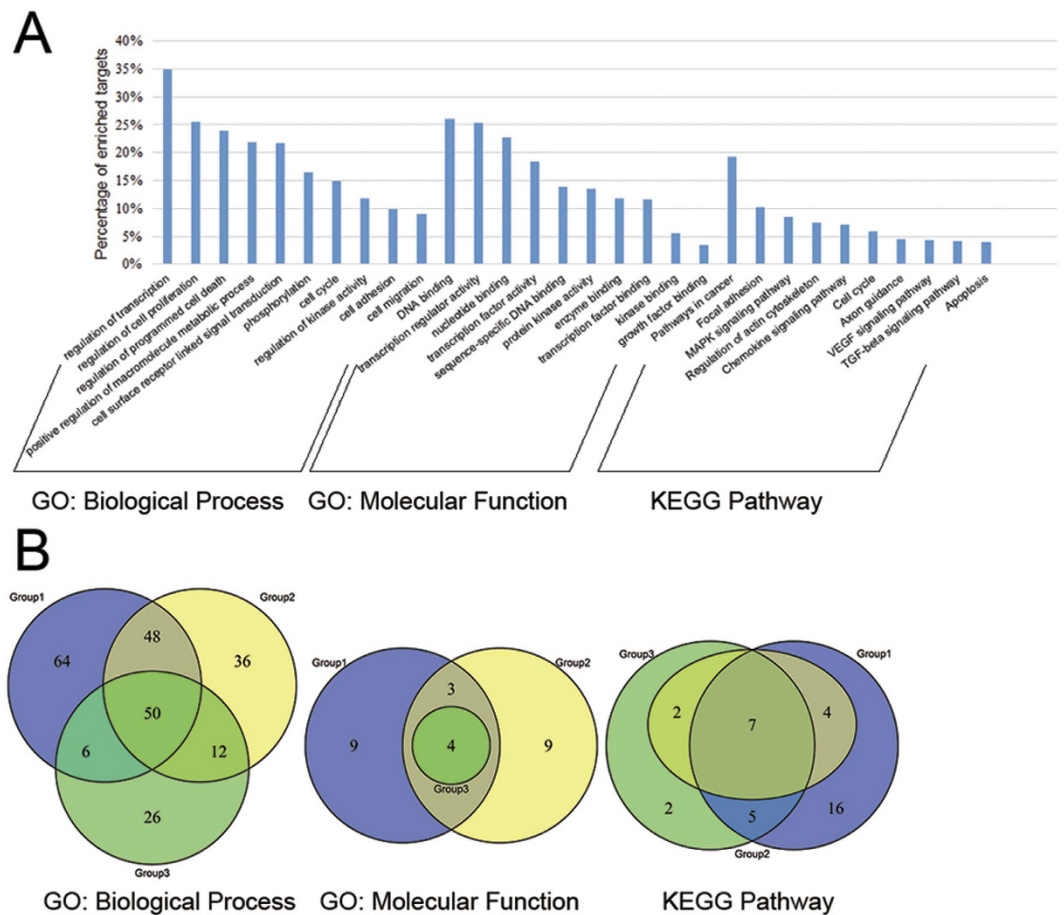 A
Percentage of enriched targets
40%
35%
30%
25%
20%
15%
10%
5%
0%
regulation of transcription
regulation of cell proliferation
regulation of programmed cell death
positive regulation of macromolecule metabolic process
cell surface receptor linked signal transduction
phosphorylation
cell cycle
regulation of kinase activity
cell adhesion
cell migration
DNA binding
transcription regulator activity
nucleotide binding
transcription factor activity
sequence-specific DNA binding
protein kinase activity
enzyme binding
transcription factor binding
kinase binding
growth factor binding
Pathways in cancer
Focal adhesion
MAPK signaling pathway
Regulation of actin cytoskeleton
Chemokine signaling pathway
Cell cycle
Axon guidance
VEGF signaling pathway
TGF-beta signaling pathway
Apoptosis
GO: Biological Process
GO: Molecular Function
KEGG Pathway
B
Group1
Group2
64
48
36
50
6
12
26
Group3
GO: Biological Process
Group1
Group2
3
9
4
9
Group3
GO: Molecular Function
Group3
Group1
2
7
4
2
5
16
Group2
KEGG Pathway